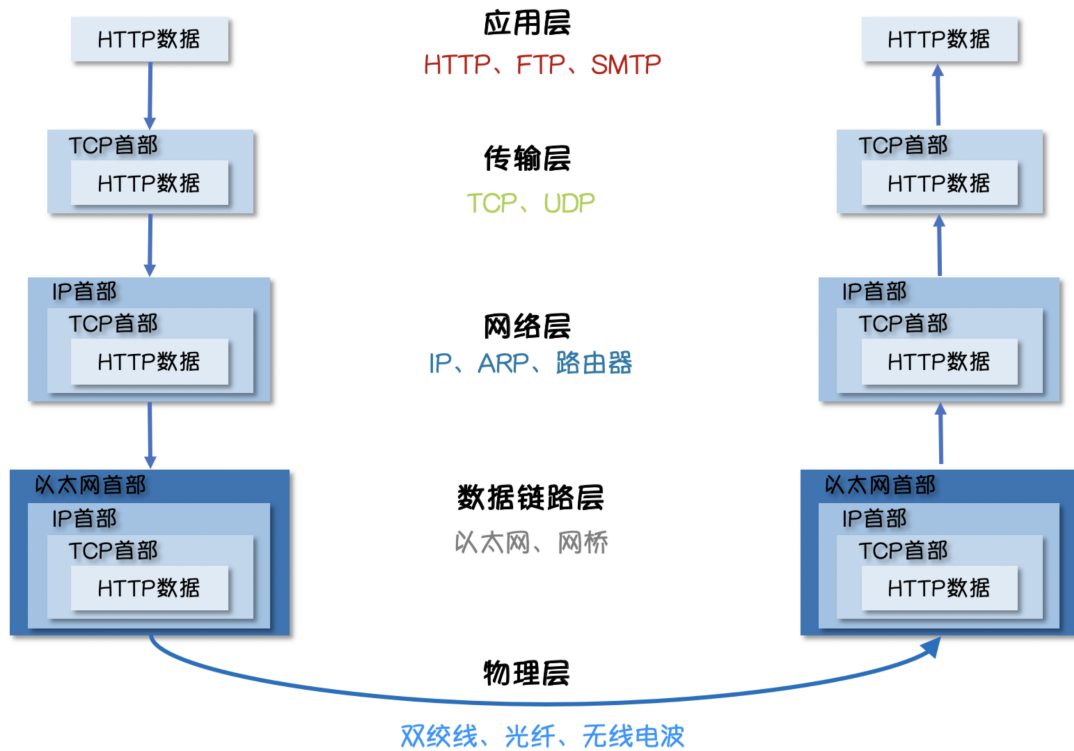 应用层
HTTP、FTP、SMTP
HTTP数据
HTTP数据
传输层
TCP、UDP
TCP首部
HTTP数据
TCP首部
HTTP数据
网络层
IP、ARP、路由器
IP首部
TCP首部
HTTP数据
IP首部
TCP首部
HTTP数据
数据链路层
以太网、网桥
以太网首部
IP首部
TCP首部
HTTP数据
以太网首部
IP首部
TCP首部
HTTP数据
物理层
双绞线、光纤、无线电波